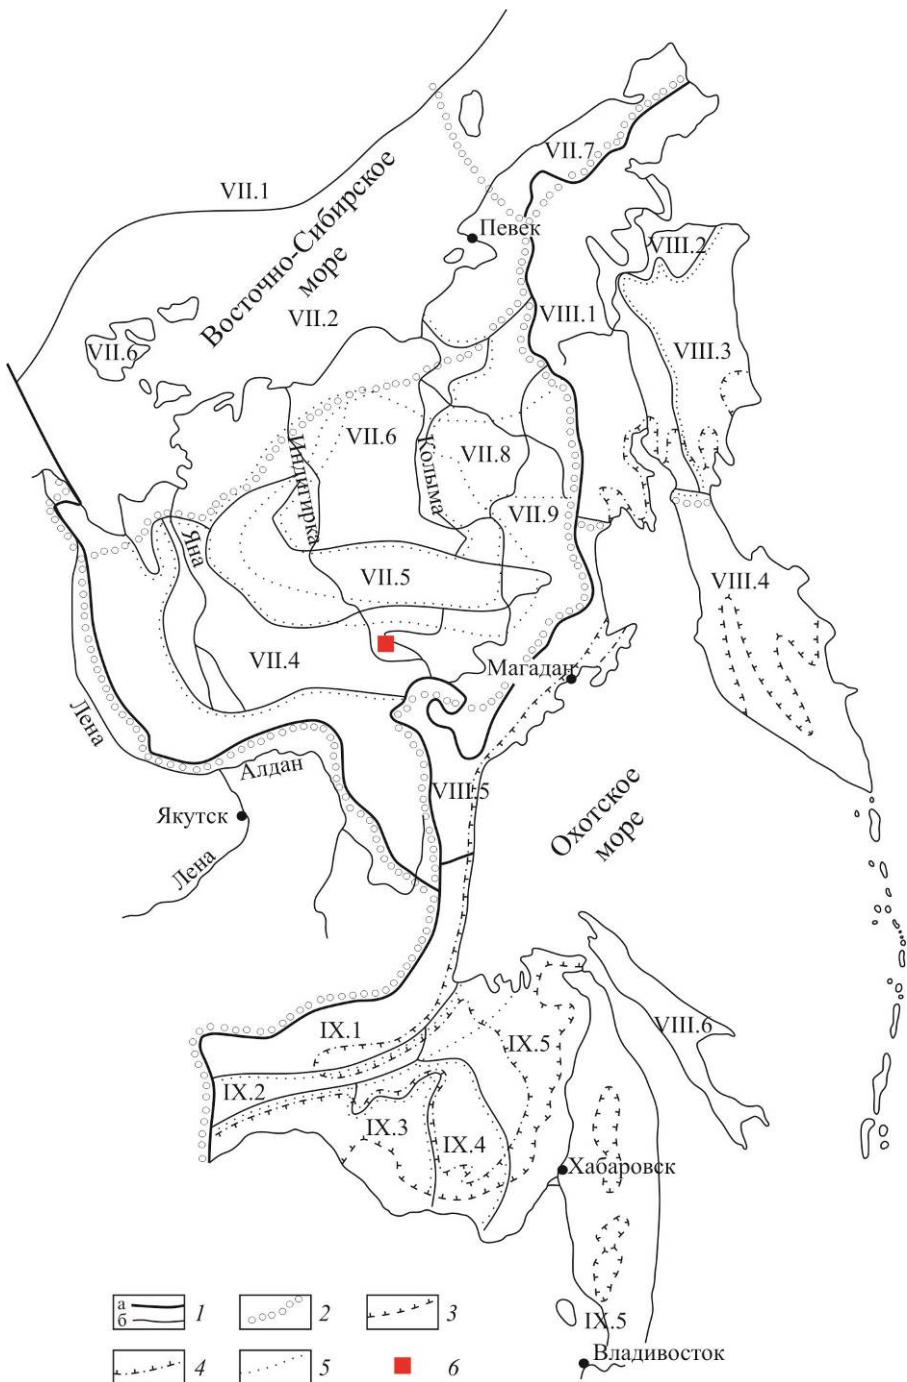 VII.7
VII.1
Певек
Восточно-Сибирское
море
VIII.2
VII.2
VIII.1
VII.6
VIII.3
Индигирка
VII.6
Колыма
VII.8
VII.9
Яна
VII.5
VIII.4
VII.4
Магадан
Лена
Алдан
VIII.5
Якутск
Охотское
море
Лена
IX.1
IX.5
VIII.6
IX.2
IX.3
IX.4
Хабаровск
а
б
1
2
3
IX.5
Владивосток
4
5
6